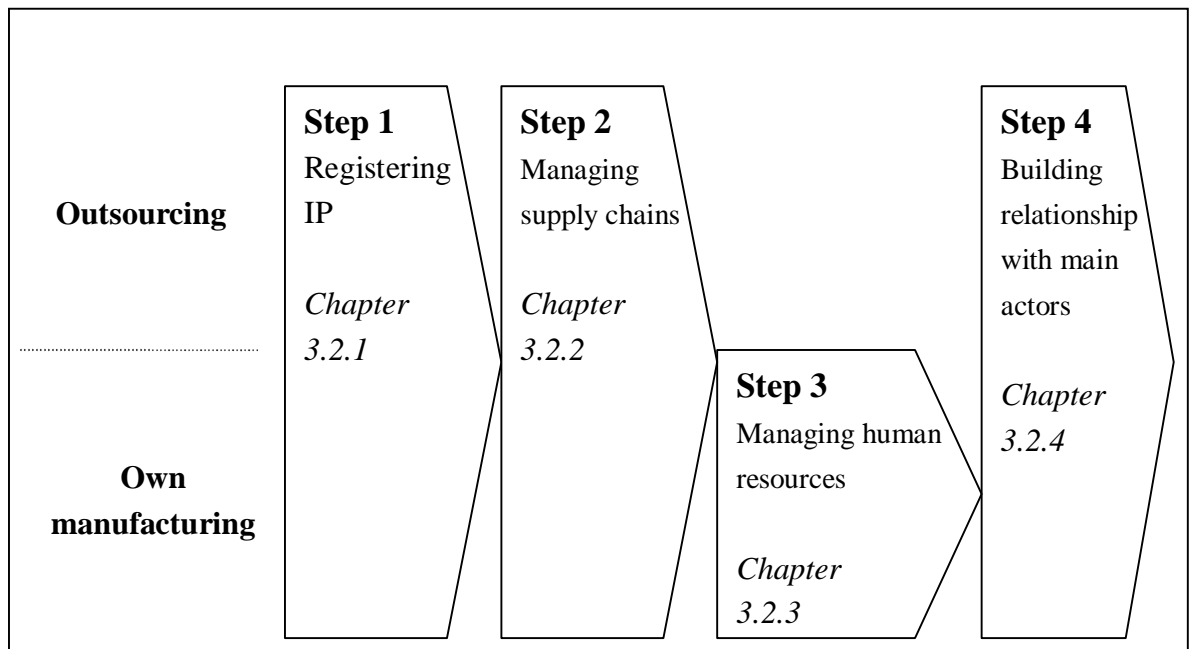 Outsourcing
Own
manufacturing
Step 1
Registering
IP
Chapter
3.2.1
Step 2
Managing
supply chains
Chapter
3.2.2
Step 3
Managing human
resources
Chapter
3.2.3
Step 4
Building
relationship
with main
actors
Chapter
3.2.4